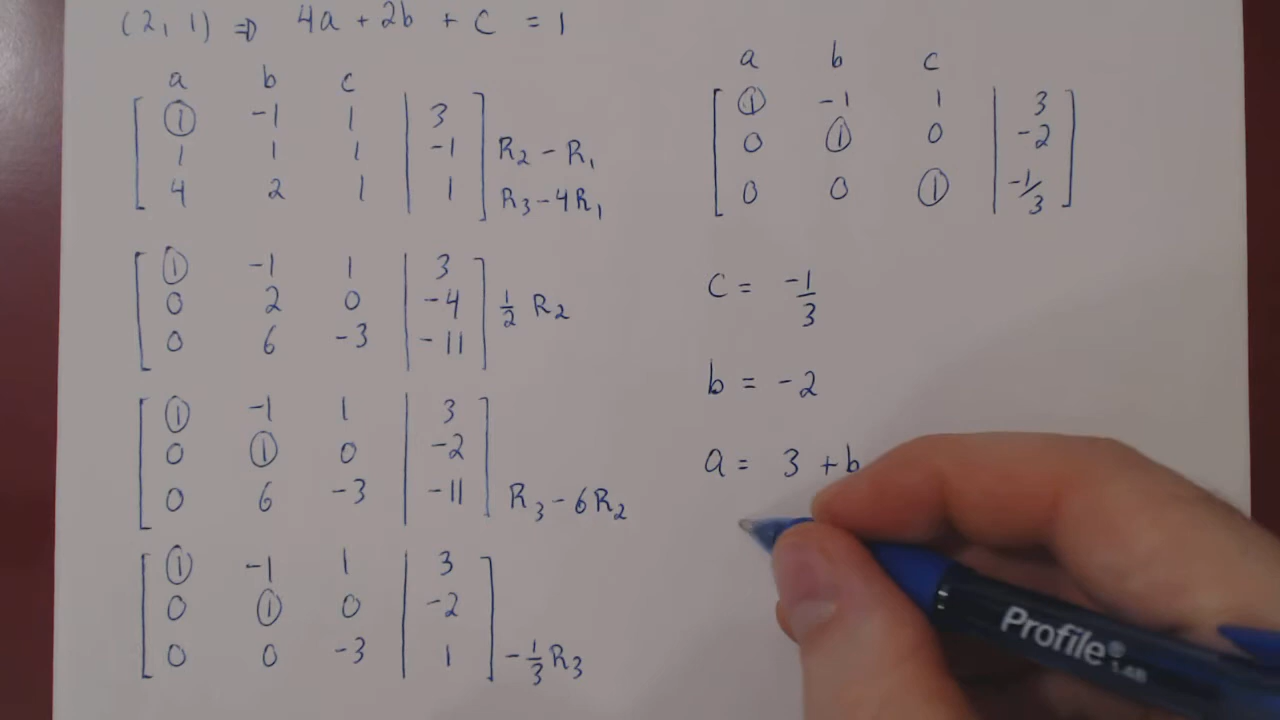 (2, 1) ⇒ 4a + 2b + c = 1
a b c
[ 1 -1 1 | 3 ]
[ 1 1 1 | -1 ] R₂ - R₁
[ 4 2 1 | 1 ] R₃ - 4R₁
[ 1 -1 1 | 3 ]
[ 0 2 0 | -4 ] 1/2 R₂
[ 0 6 -3 | -11 ]
[ 1 -1 1 | 3 ]
[ 0 1 0 | -2 ]
[ 0 6 -3 | -11 ] R₃ - 6R₂
[ 1 -1 1 | 3 ]
[ 0 1 0 | -2 ]
[ 0 0 -3 | 1 ] -1/3 R₃
a b c
[ 1 -1 1 | 3 ]
[ 0 1 0 | -2 ]
[ 0 0 1 | -1/3 ]
c = -1/3
b = -2
a = 3 + b
Profile®
1.4B